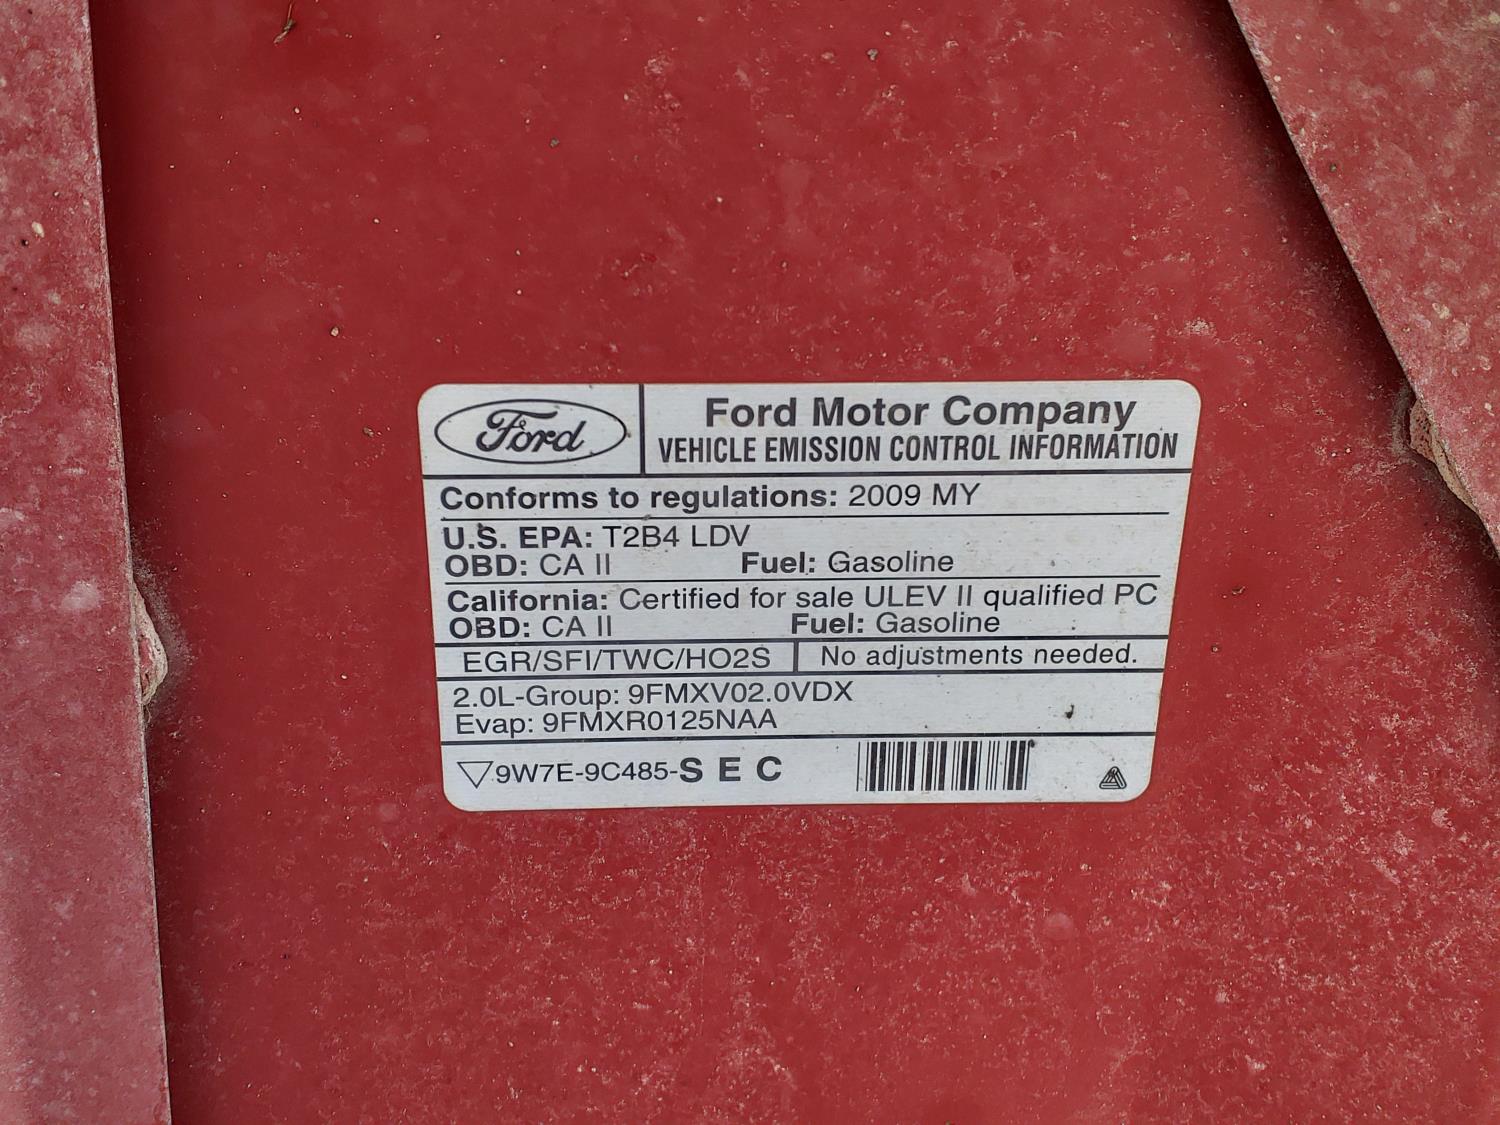 Ford
Ford Motor Company
VEHICLE EMISSION CONTROL INFORMATION
Conforms to regulations: 2009 MY
U.S. EPA: T2B4 LDV
OBD: CA II Fuel: Gasoline
California: Certified for sale ULEV II qualified PC
OBD: CA II Fuel: Gasoline
EGR/SFI/TWC/HO2S No adjustments needed.
2.0L-Group: 9FMXV02.0VDX
Evap: 9FMXR0125NAA
9W7E-9C485-S E C